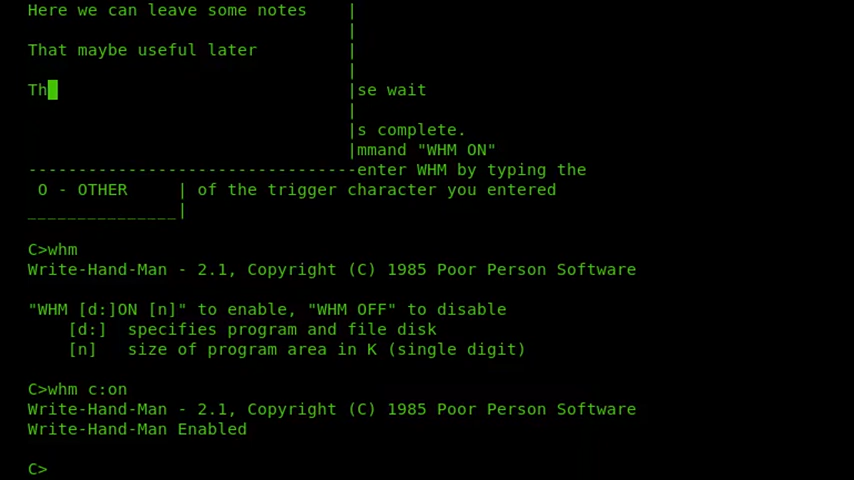 Here we can leave some notes    |
                                |
That maybe useful later         |
                                |
Th                              |se wait
                                |
                                |s complete.
                                |mmand "WHM ON"
---------------------------------enter WHM by typing the
 O - OTHER     | of the trigger character you entered
_______________|
C>whm
Write-Hand-Man - 2.1, Copyright (C) 1985 Poor Person Software
"WHM [d:]ON [n]" to enable, "WHM OFF" to disable
    [d:]  specifies program and file disk
    [n]   size of program area in K (single digit)
C>whm c:on
Write-Hand-Man - 2.1, Copyright (C) 1985 Poor Person Software
Write-Hand-Man Enabled
C>